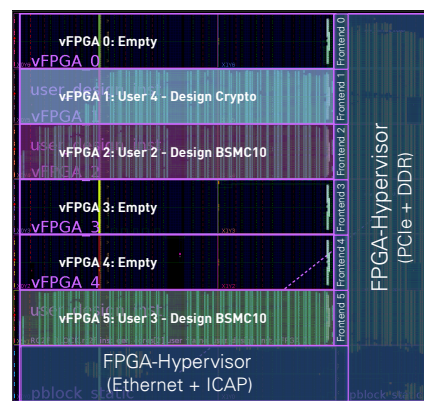 vFPGA 0: Empty
vFPGA_0
Frontend 0
vFPGA 1: User 4 - Design Crypto
Frontend 1
vFPGA 2: User 2 - Design BSMC10
Frontend 2
vFPGA 3: Empty
vFPGA_3
Frontend 3
vFPGA 4: Empty
vFPGA_4
Frontend 4
vFPGA 5: User 3 - Design BSMC10
Frontend 5
FPGA-Hypervisor
(PCIe + DDR)
FPGA-Hypervisor
(Ethernet + ICAP)
pblock_static